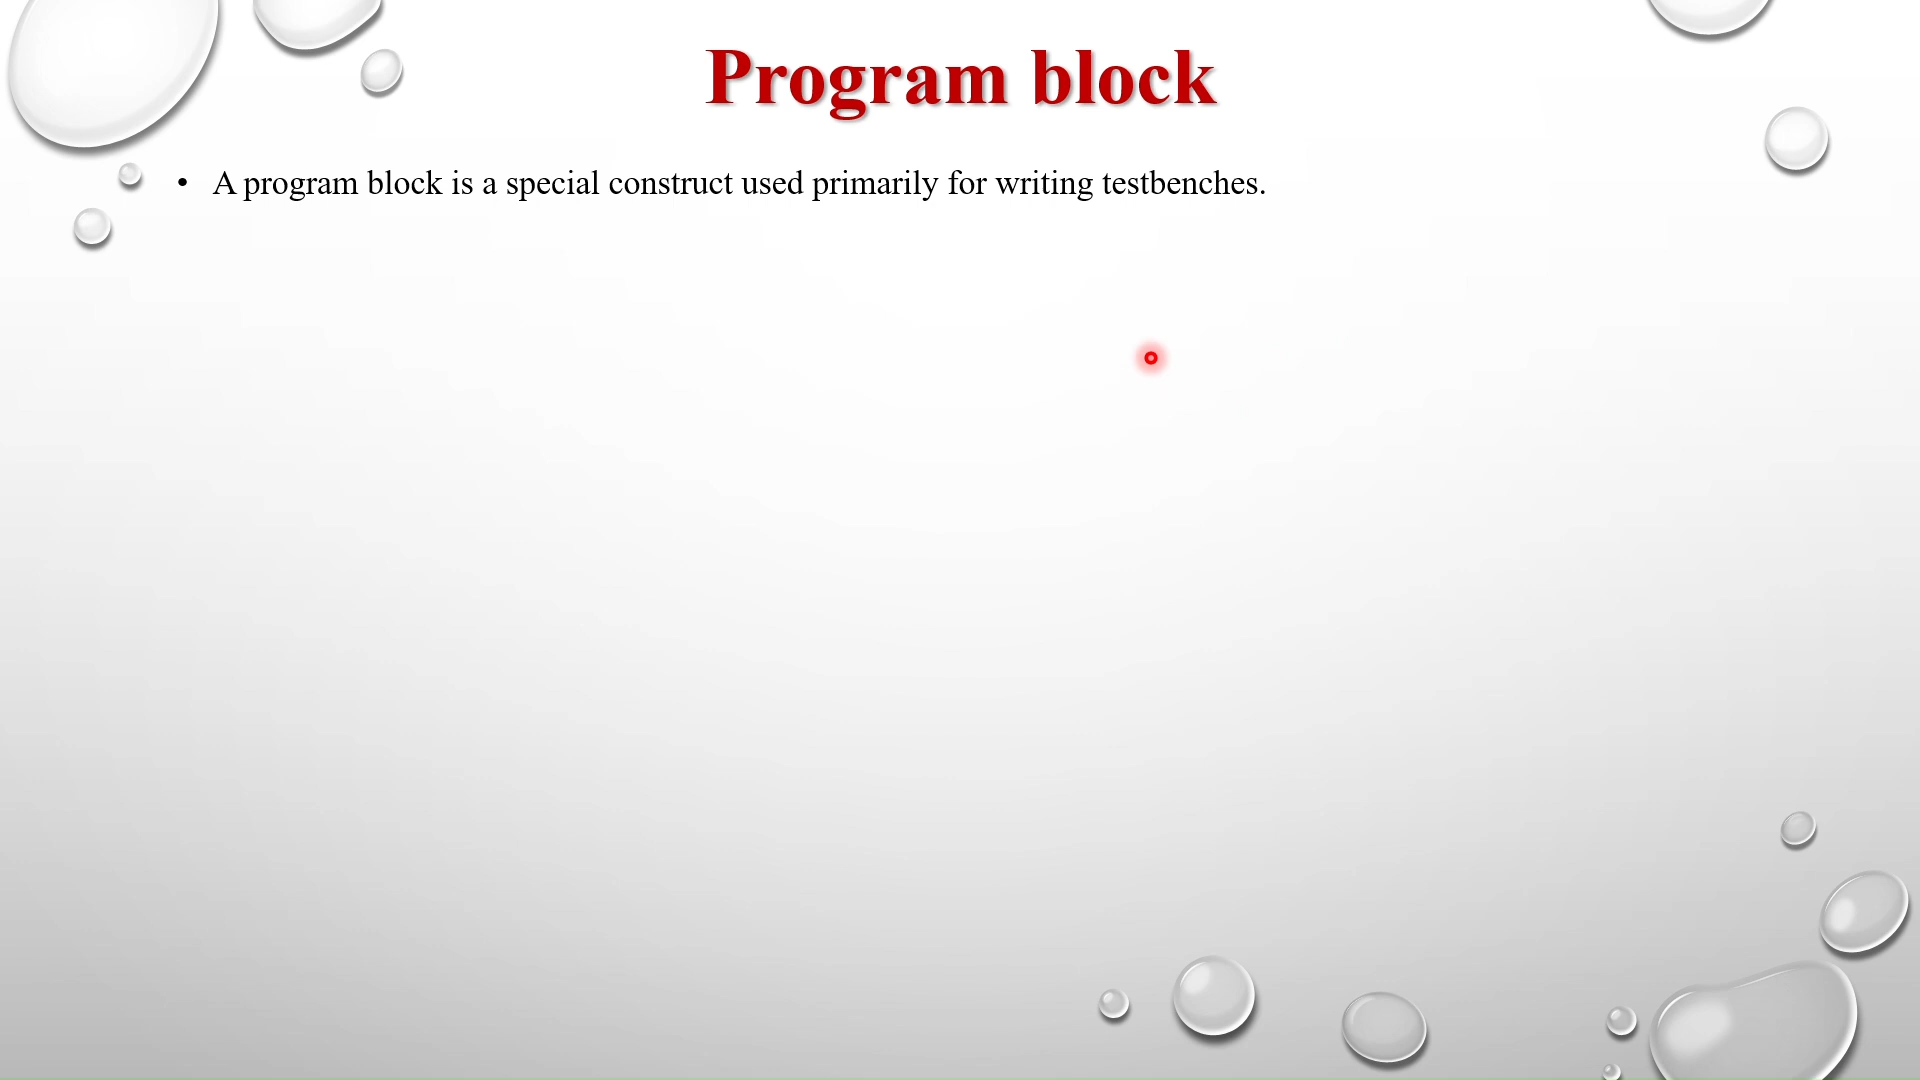 Program block
• A program block is a special construct used primarily for writing testbenches.